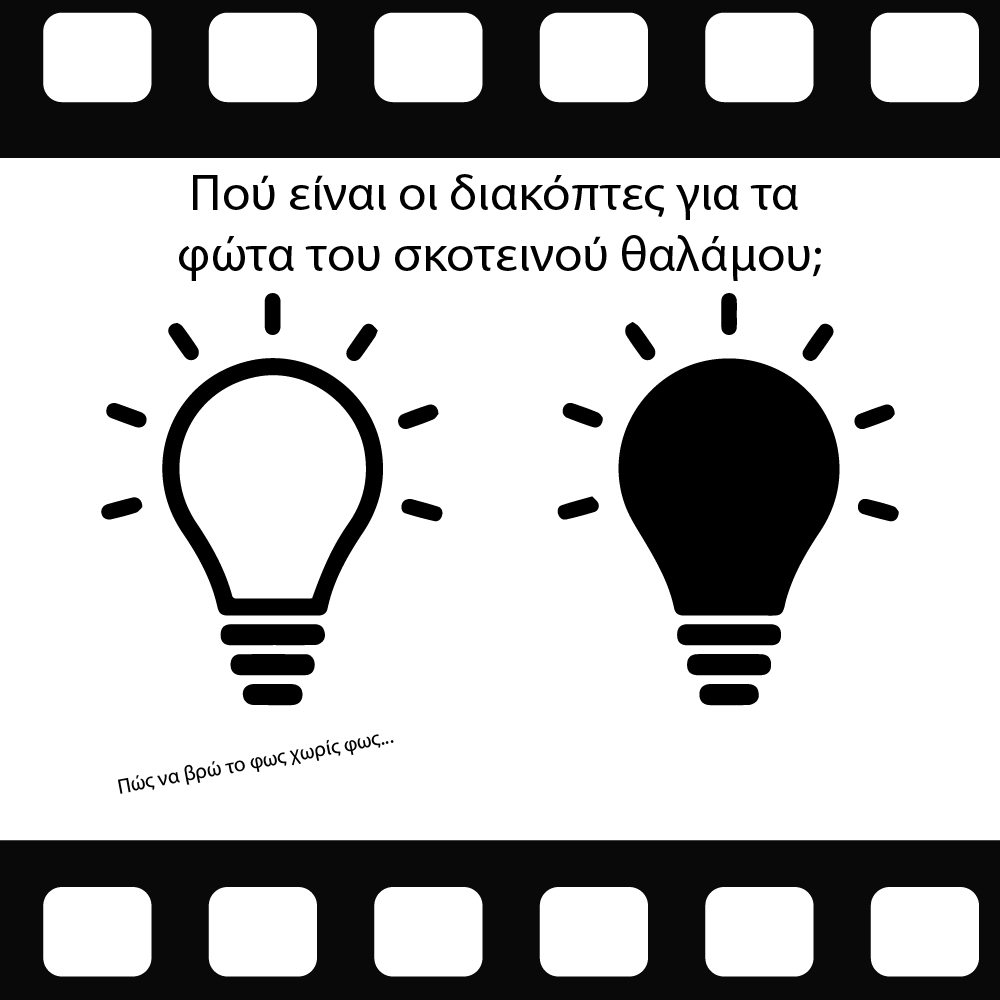 Πού είναι οι διακόπτες για τα
φώτα του σκοτεινού θαλάμου;
Πώς να βρώ το φως χωρίς φως...